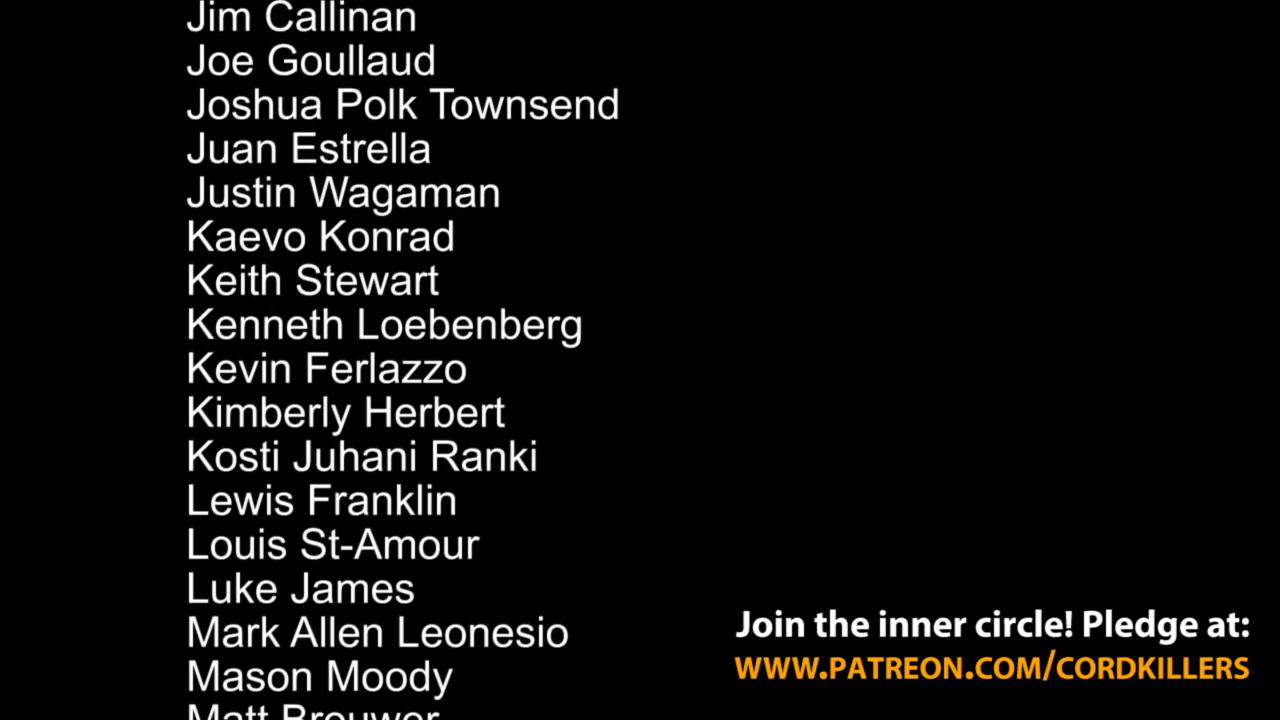 Jim Callinan
Joe Goullaud
Joshua Polk Townsend
Juan Estrella
Justin Wagaman
Kaevo Konrad
Keith Stewart
Kenneth Loebenberg
Kevin Ferlazzo
Kimberly Herbert
Kosti Juhani Ranki
Lewis Franklin
Louis St-Amour
Luke James
Mark Allen Leonesio
Mason Moody
Matt Brouwer
Join the inner circle! Pledge at:
WWW.PATREON.COM/CORDKILLERS